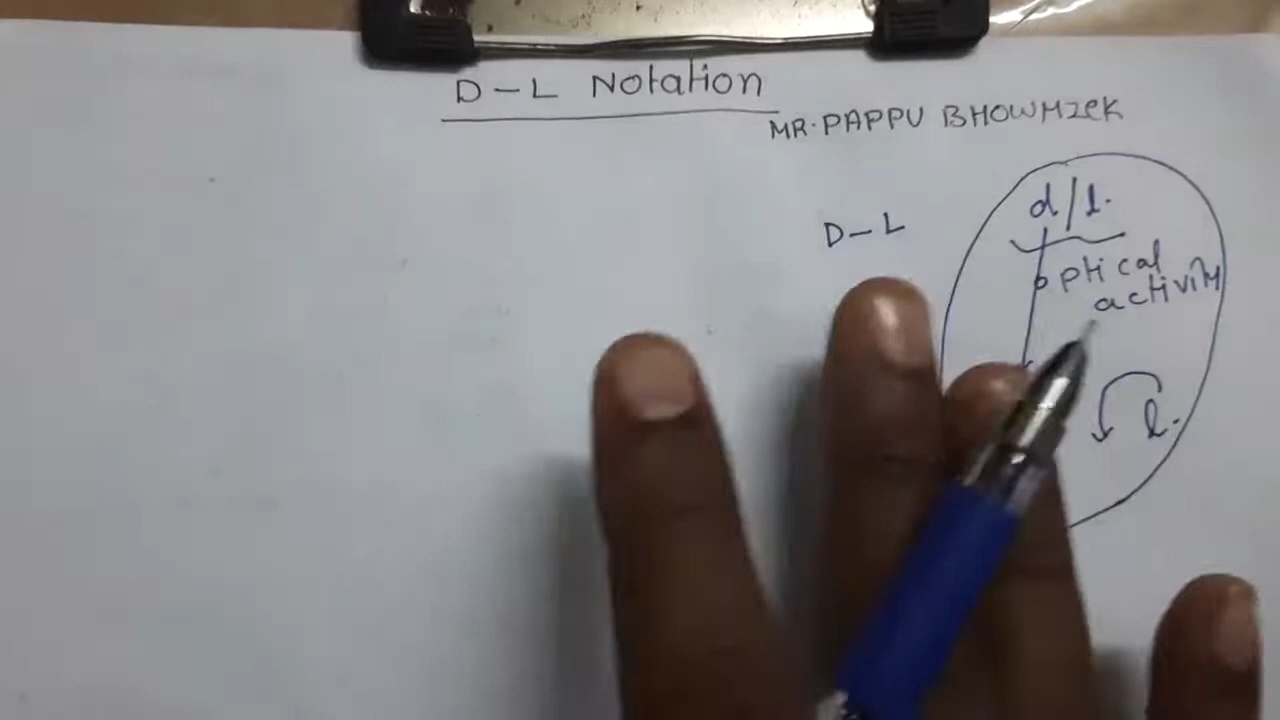 D-L Notation
MR. PAPPU BHOWMICK
D-L
d/l.
optical
activity
l.